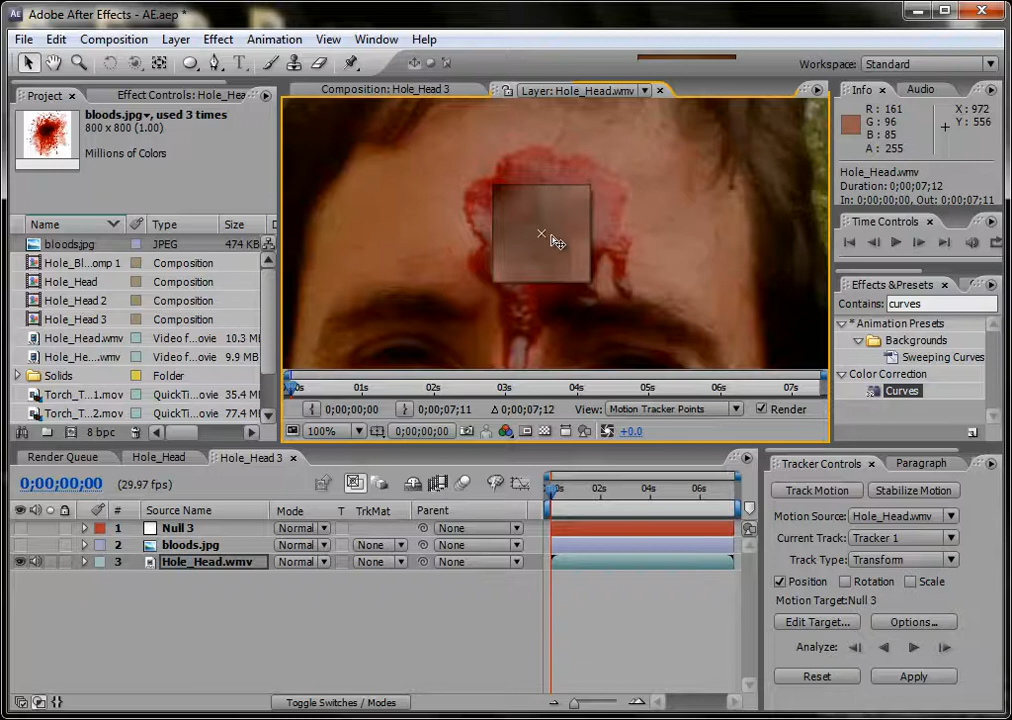 Adobe After Effects - AE.aep *
File Edit Composition Layer Effect Animation View Window Help
Workspace: Standard
Project Effect Controls: Hole_Hea
bloods.jpg, used 3 times
800 x 800 (1.00)
Millions of Colors
Name Type Size
bloods.jpg JPEG 474 KB
Hole_Bl...omp 1 Composition
Hole_Head Composition
Hole_Head 2 Composition
Hole_Head 3 Composition
Hole_Head.wmv Video f...ovie 10.3 M
Hole_He....wmv Video f...ovie 9.9 MB
Solids Folder
Torch_T...1.mov QuickTi... 35.4 M
Torch_T...2.mov QuickTi... 77.4 M
8 bpc
Composition: Hole_Head 3 Layer: Hole_Head.wmv
0s 01s 02s 03s 04s 05s 06s 07s
0;00;00;00 0;00;07;11 Δ 0;00;07;12 View: Motion Tracker Points Render
100% 0;00;00;00 +0.0
Info Audio
R : 161
G : 96
B : 85
A : 255
X : 972
Y : 556
Hole_Head.wmv
Duration: 0;00;07;12
In: 0;00;00;00, Out: 0;00;07;11
Time Controls
Effects & Presets
Contains: curves
* Animation Presets
Backgrounds
Sweeping Curves
Color Correction
Curves
Render Queue Hole_Head Hole_Head 3
0;00;00;00 (29.97 fps)
0s 02s 04s 06s
# Source Name Mode T TrkMat Parent
1 Null 3 Normal None
2 bloods.jpg Normal None None
3 Hole_Head.wmv Normal None None
Toggle Switches / Modes
Tracker Controls Paragraph
Track Motion Stabilize Motion
Motion Source: Hole_Head.wmv
Current Track: Tracker 1
Track Type: Transform
Position Rotation Scale
Motion Target:Null 3
Edit Target... Options...
Analyze:
Reset Apply